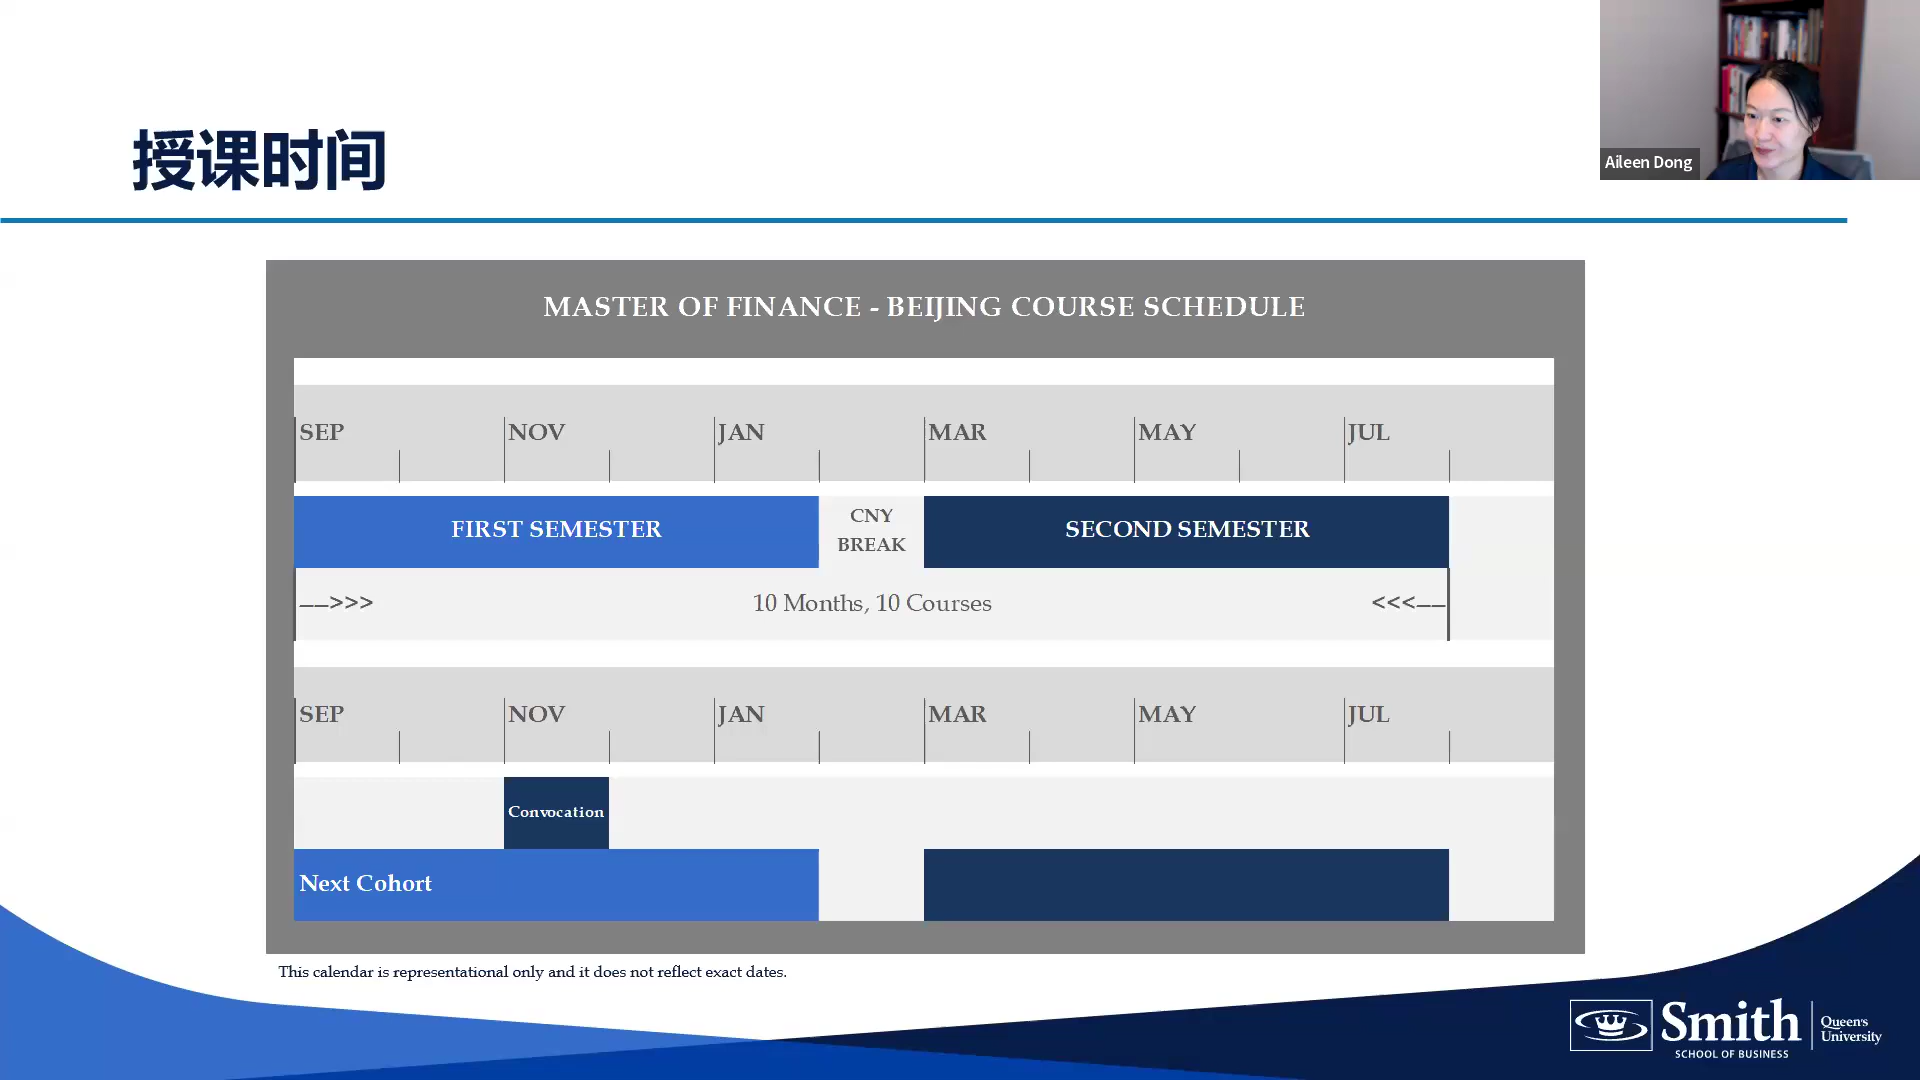 Aileen Dong
授课时间
MASTER OF FINANCE - BEIJING COURSE SCHEDULE
SEP NOV JAN MAR MAY JUL
FIRST SEMESTER
CNY
BREAK
SECOND SEMESTER
—>>> 10 Months, 10 Courses <<<—
SEP NOV JAN MAR MAY JUL
Convocation
Next Cohort
This calendar is representational only and it does not reflect exact dates.
Smith
SCHOOL OF BUSINESS
Queen's
University